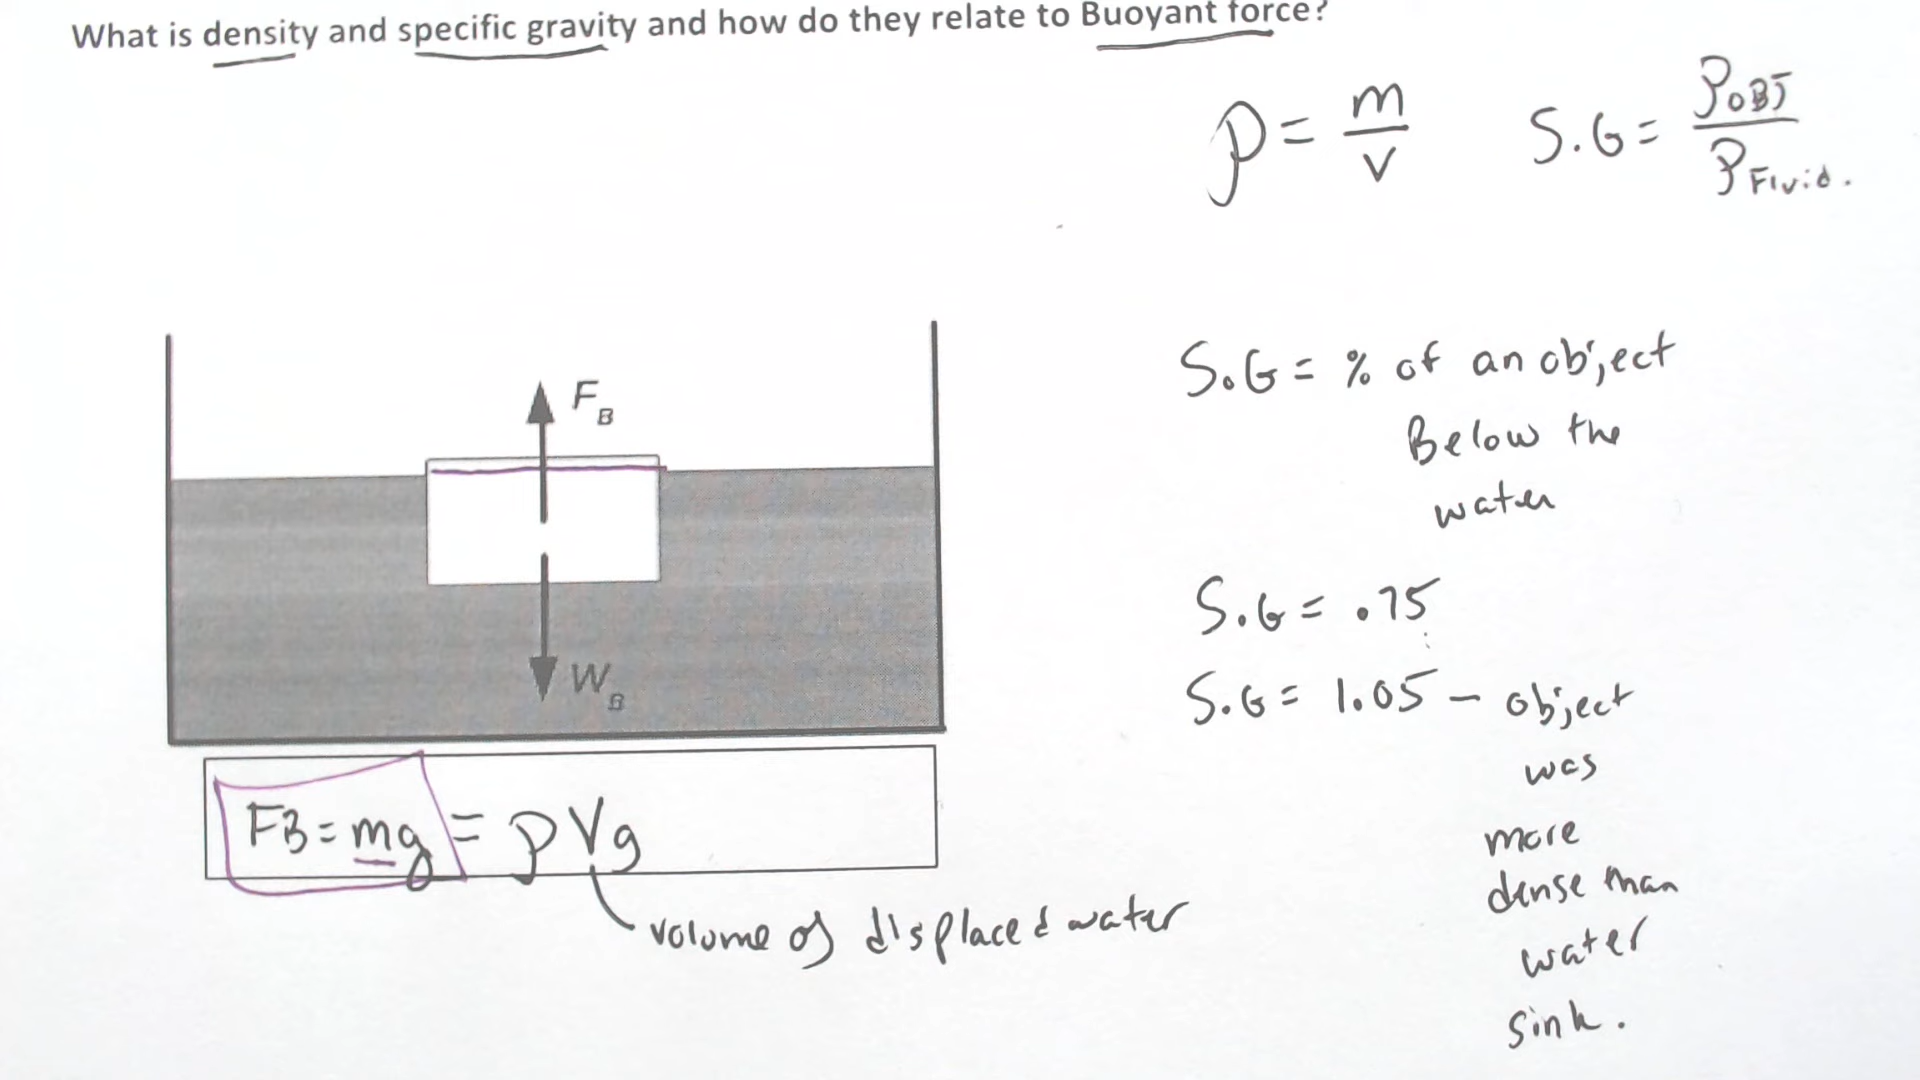 What is density and specific gravity and how do they relate to Buoyant force?
ρ = m/v
S.G = ρOBJ/ρFluid.
S.G = % of an object
Below the
water
S.G = .75
S.G = 1.05 - object
was
more
dense than
water
sink.
FB
WB
FB = mg = ρVg
volume of displaced water